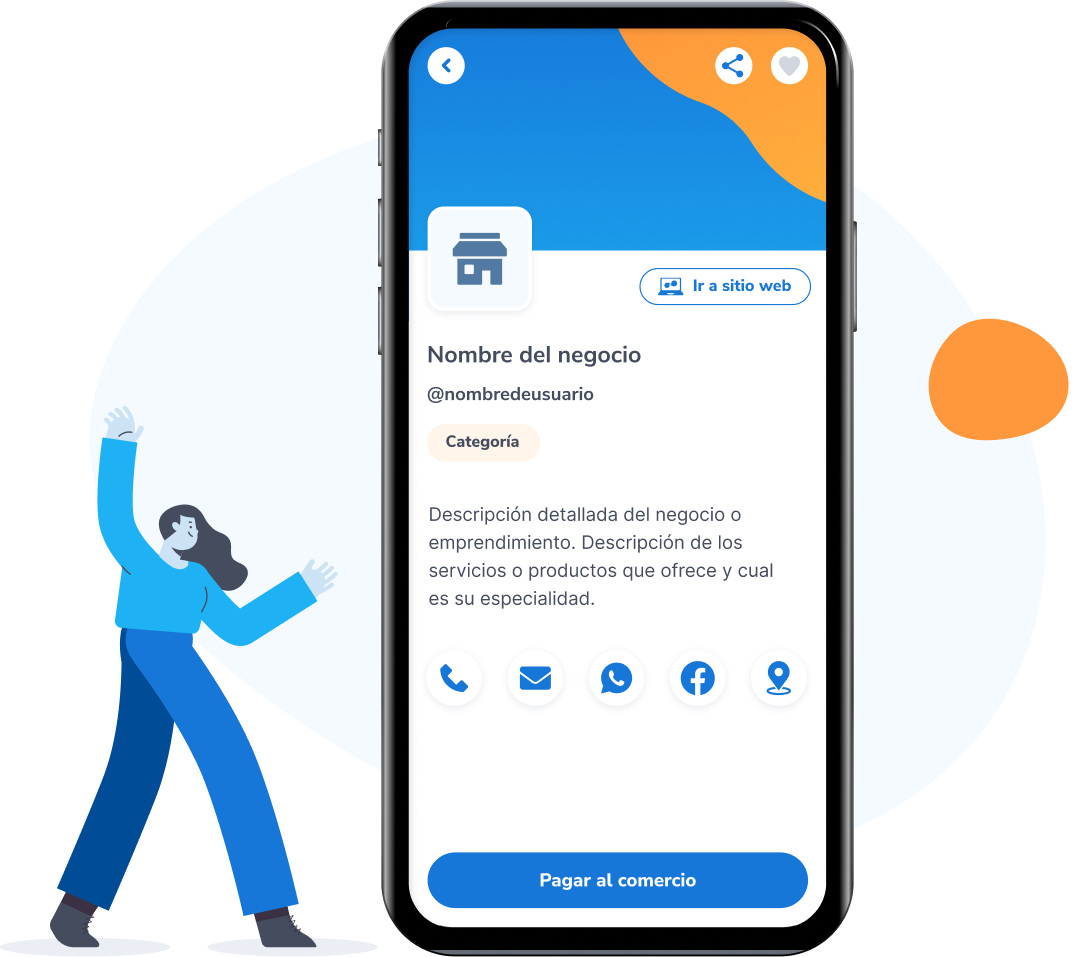 Ir a sitio web
Nombre del negocio
@nombredeusuario
Categoría
Descripción detallada del negocio o
emprendimiento. Descripción de los
servicios o productos que ofrece y cual
es su especialidad.
Pagar al comercio